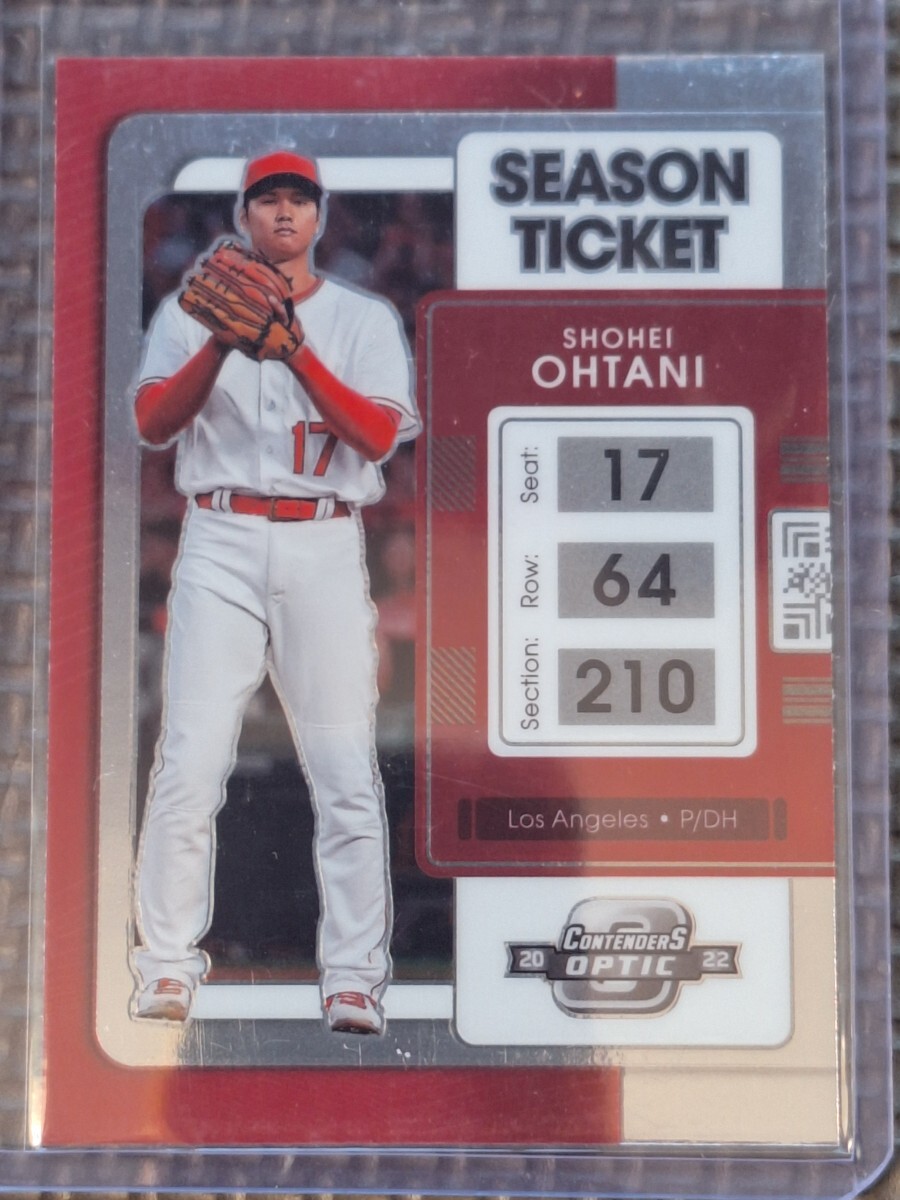 SEASON
TICKET
SHOHEI
OHTANI
17
Seat: 17
Row: 64
Section: 210
Los Angeles • P/DH
20 CONTENDERS 22
OPTIC